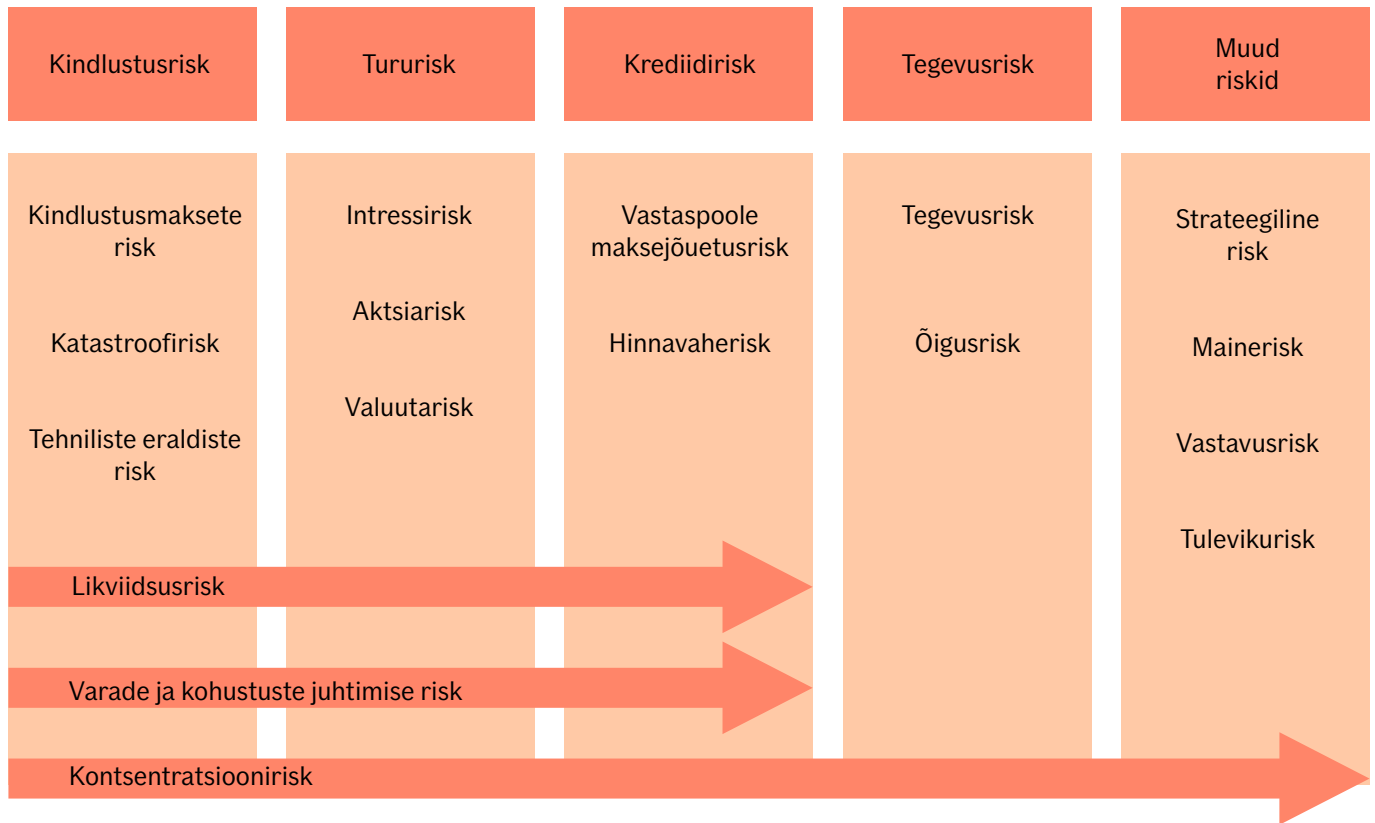 Kindlustusrisk
Tururisk
Krediidirisk
Tegevusrisk
Muud
riskid
Kindlustusmaksete
risk
Katastroofirisk
Tehniliste eraldiste
risk
Intressirisk
Aktsiarisk
Valuutarisk
Vastaspoole
maksejõuetusrisk
Hinnavaherisk
Tegevusrisk
Õigusrisk
Strateegiline
risk
Mainerisk
Vastavusrisk
Tulevikurisk
Likviidsusrisk
Varade ja kohustuste juhtimise risk
Kontsentratsioonirisk